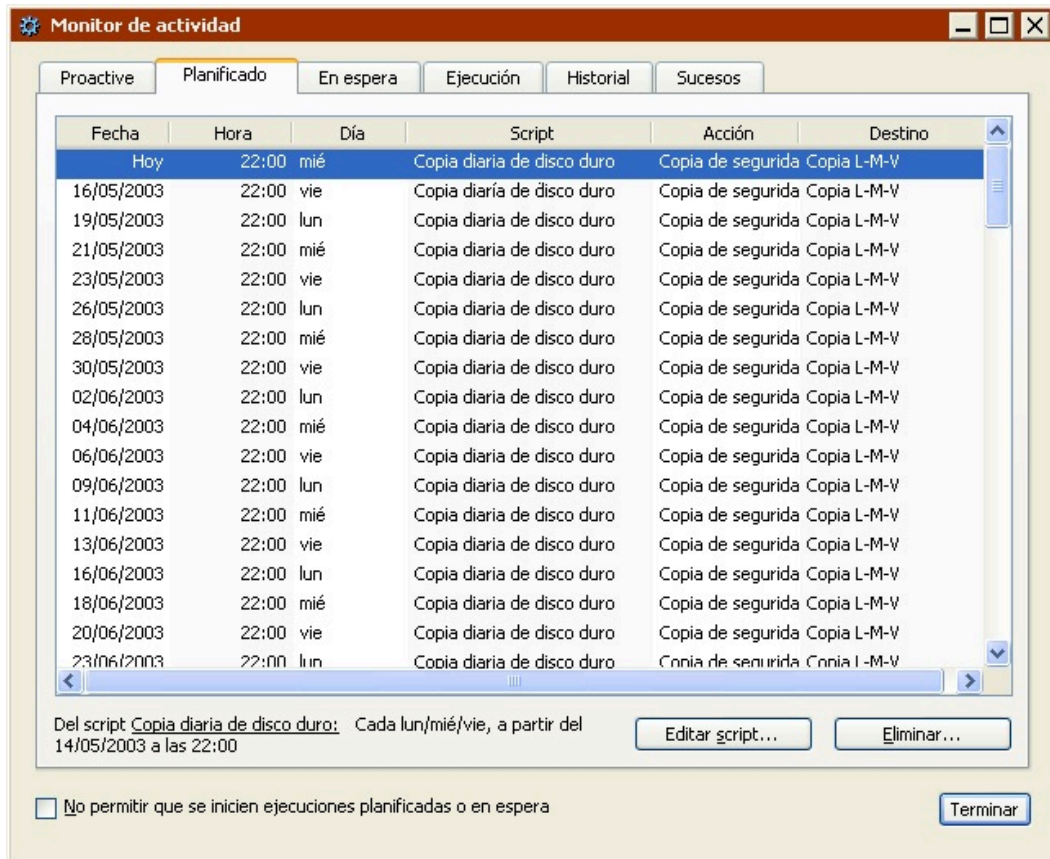 Monitor de actividad
Proactive Planificado En espera Ejecución Historial Sucesos
Fecha Hora Día Script Acción Destino
Hoy 22:00 mié Copia diaria de disco duro Copia de segurida Copia L-M-V
16/05/2003 22:00 vie Copia diaría de disco duro Copia de segurida Copia L-M-V
19/05/2003 22:00 lun Copia diaria de disco duro Copia de segurida Copia L-M-V
21/05/2003 22:00 mié Copia diaria de disco duro Copia de segurida Copia L-M-V
23/05/2003 22:00 vie Copia diaria de disco duro Copia de segurida Copia L-M-V
26/05/2003 22:00 lun Copia diaria de disco duro Copia de segurida Copia L-M-V
28/05/2003 22:00 mié Copia diaria de disco duro Copia de segurida Copia L-M-V
30/05/2003 22:00 vie Copia diaria de disco duro Copia de segurida Copia L-M-V
02/06/2003 22:00 lun Copia diaria de disco duro Copia de segurida Copia L-M-V
04/06/2003 22:00 mié Copia diaria de disco duro Copia de segurida Copia L-M-V
06/06/2003 22:00 vie Copia diaria de disco duro Copia de segurida Copia L-M-V
09/06/2003 22:00 lun Copia diaria de disco duro Copia de segurida Copia L-M-V
11/06/2003 22:00 mié Copia diaria de disco duro Copia de segurida Copia L-M-V
13/06/2003 22:00 vie Copia diaria de disco duro Copia de segurida Copia L-M-V
16/06/2003 22:00 lun Copia diaria de disco duro Copia de segurida Copia L-M-V
18/06/2003 22:00 mié Copia diaria de disco duro Copia de segurida Copia L-M-V
20/06/2003 22:00 vie Copia diaria de disco duro Copia de segurida Copia L-M-V
23/06/2003 22:00 lun Copia diaria de disco duro Copia de segurida Copia L-M-V
Del script Copia diaria de disco duro: Cada lun/mié/vie, a partir del
14/05/2003 a las 22:00
Editar script... Eliminar...
No permitir que se inicien ejecuciones planificadas o en espera
Terminar